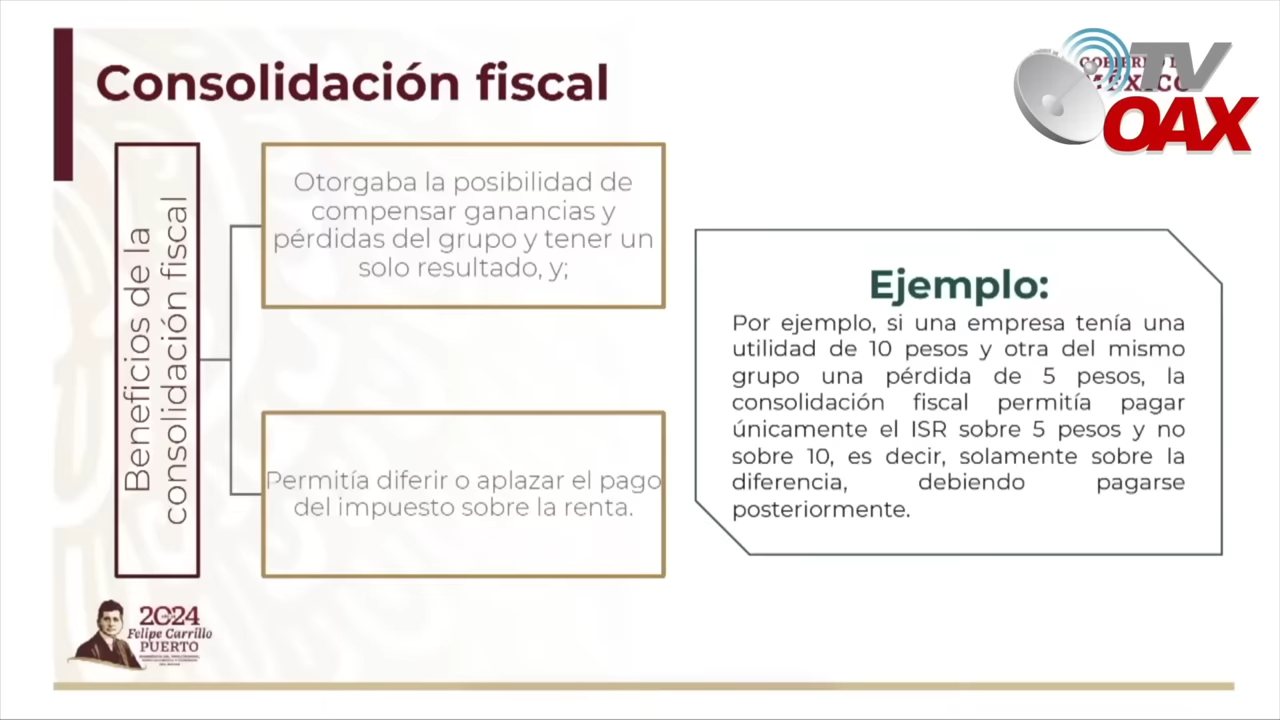 Consolidación fiscal
TV
OAX
Beneficios de la
consolidación fiscal
Otorgaba la posibilidad de
compensar ganancias y
pérdidas del grupo y tener un
solo resultado, y;
Permitía diferir o aplazar el pago
del impuesto sobre la renta.
Ejemplo:
Por ejemplo, si una empresa tenía una
utilidad de 10 pesos y otra del mismo
grupo una pérdida de 5 pesos, la
consolidación fiscal permitía pagar
únicamente el ISR sobre 5 pesos y no
sobre 10, es decir, solamente sobre la
diferencia, debiendo pagarse
posteriormente.
2024
Felipe Carrillo
PUERTO